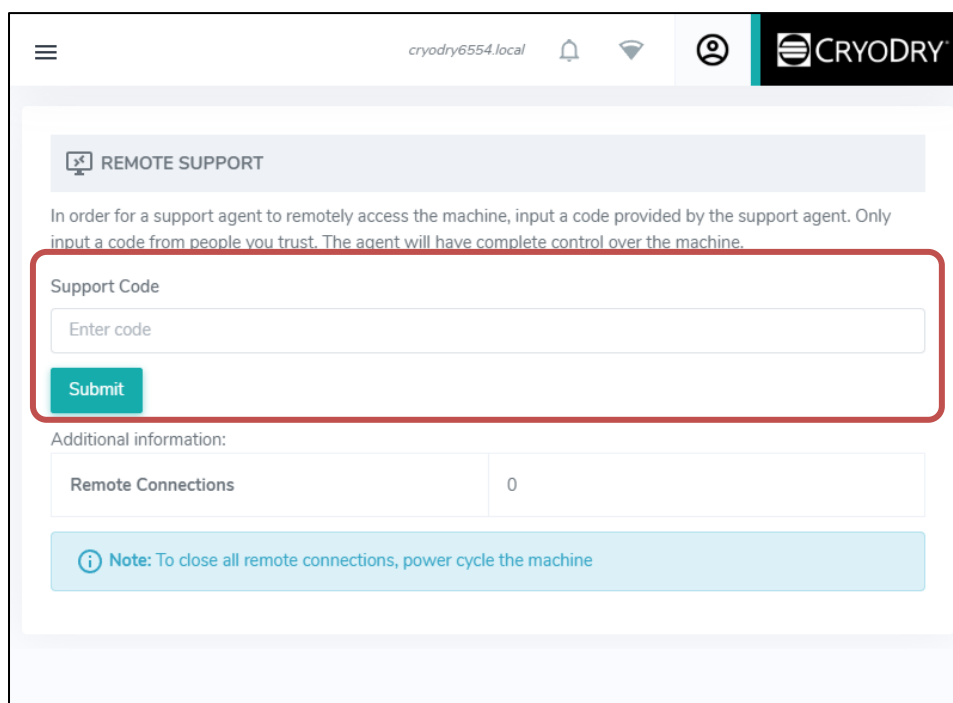 cryodry6554.local
CRYODRY
REMOTE SUPPORT
In order for a support agent to remotely access the machine, input a code provided by the support agent. Only
input a code from people you trust. The agent will have complete control over the machine.
Support Code
Enter code
Submit
Additional information:
Remote Connections 0
Note: To close all remote connections, power cycle the machine